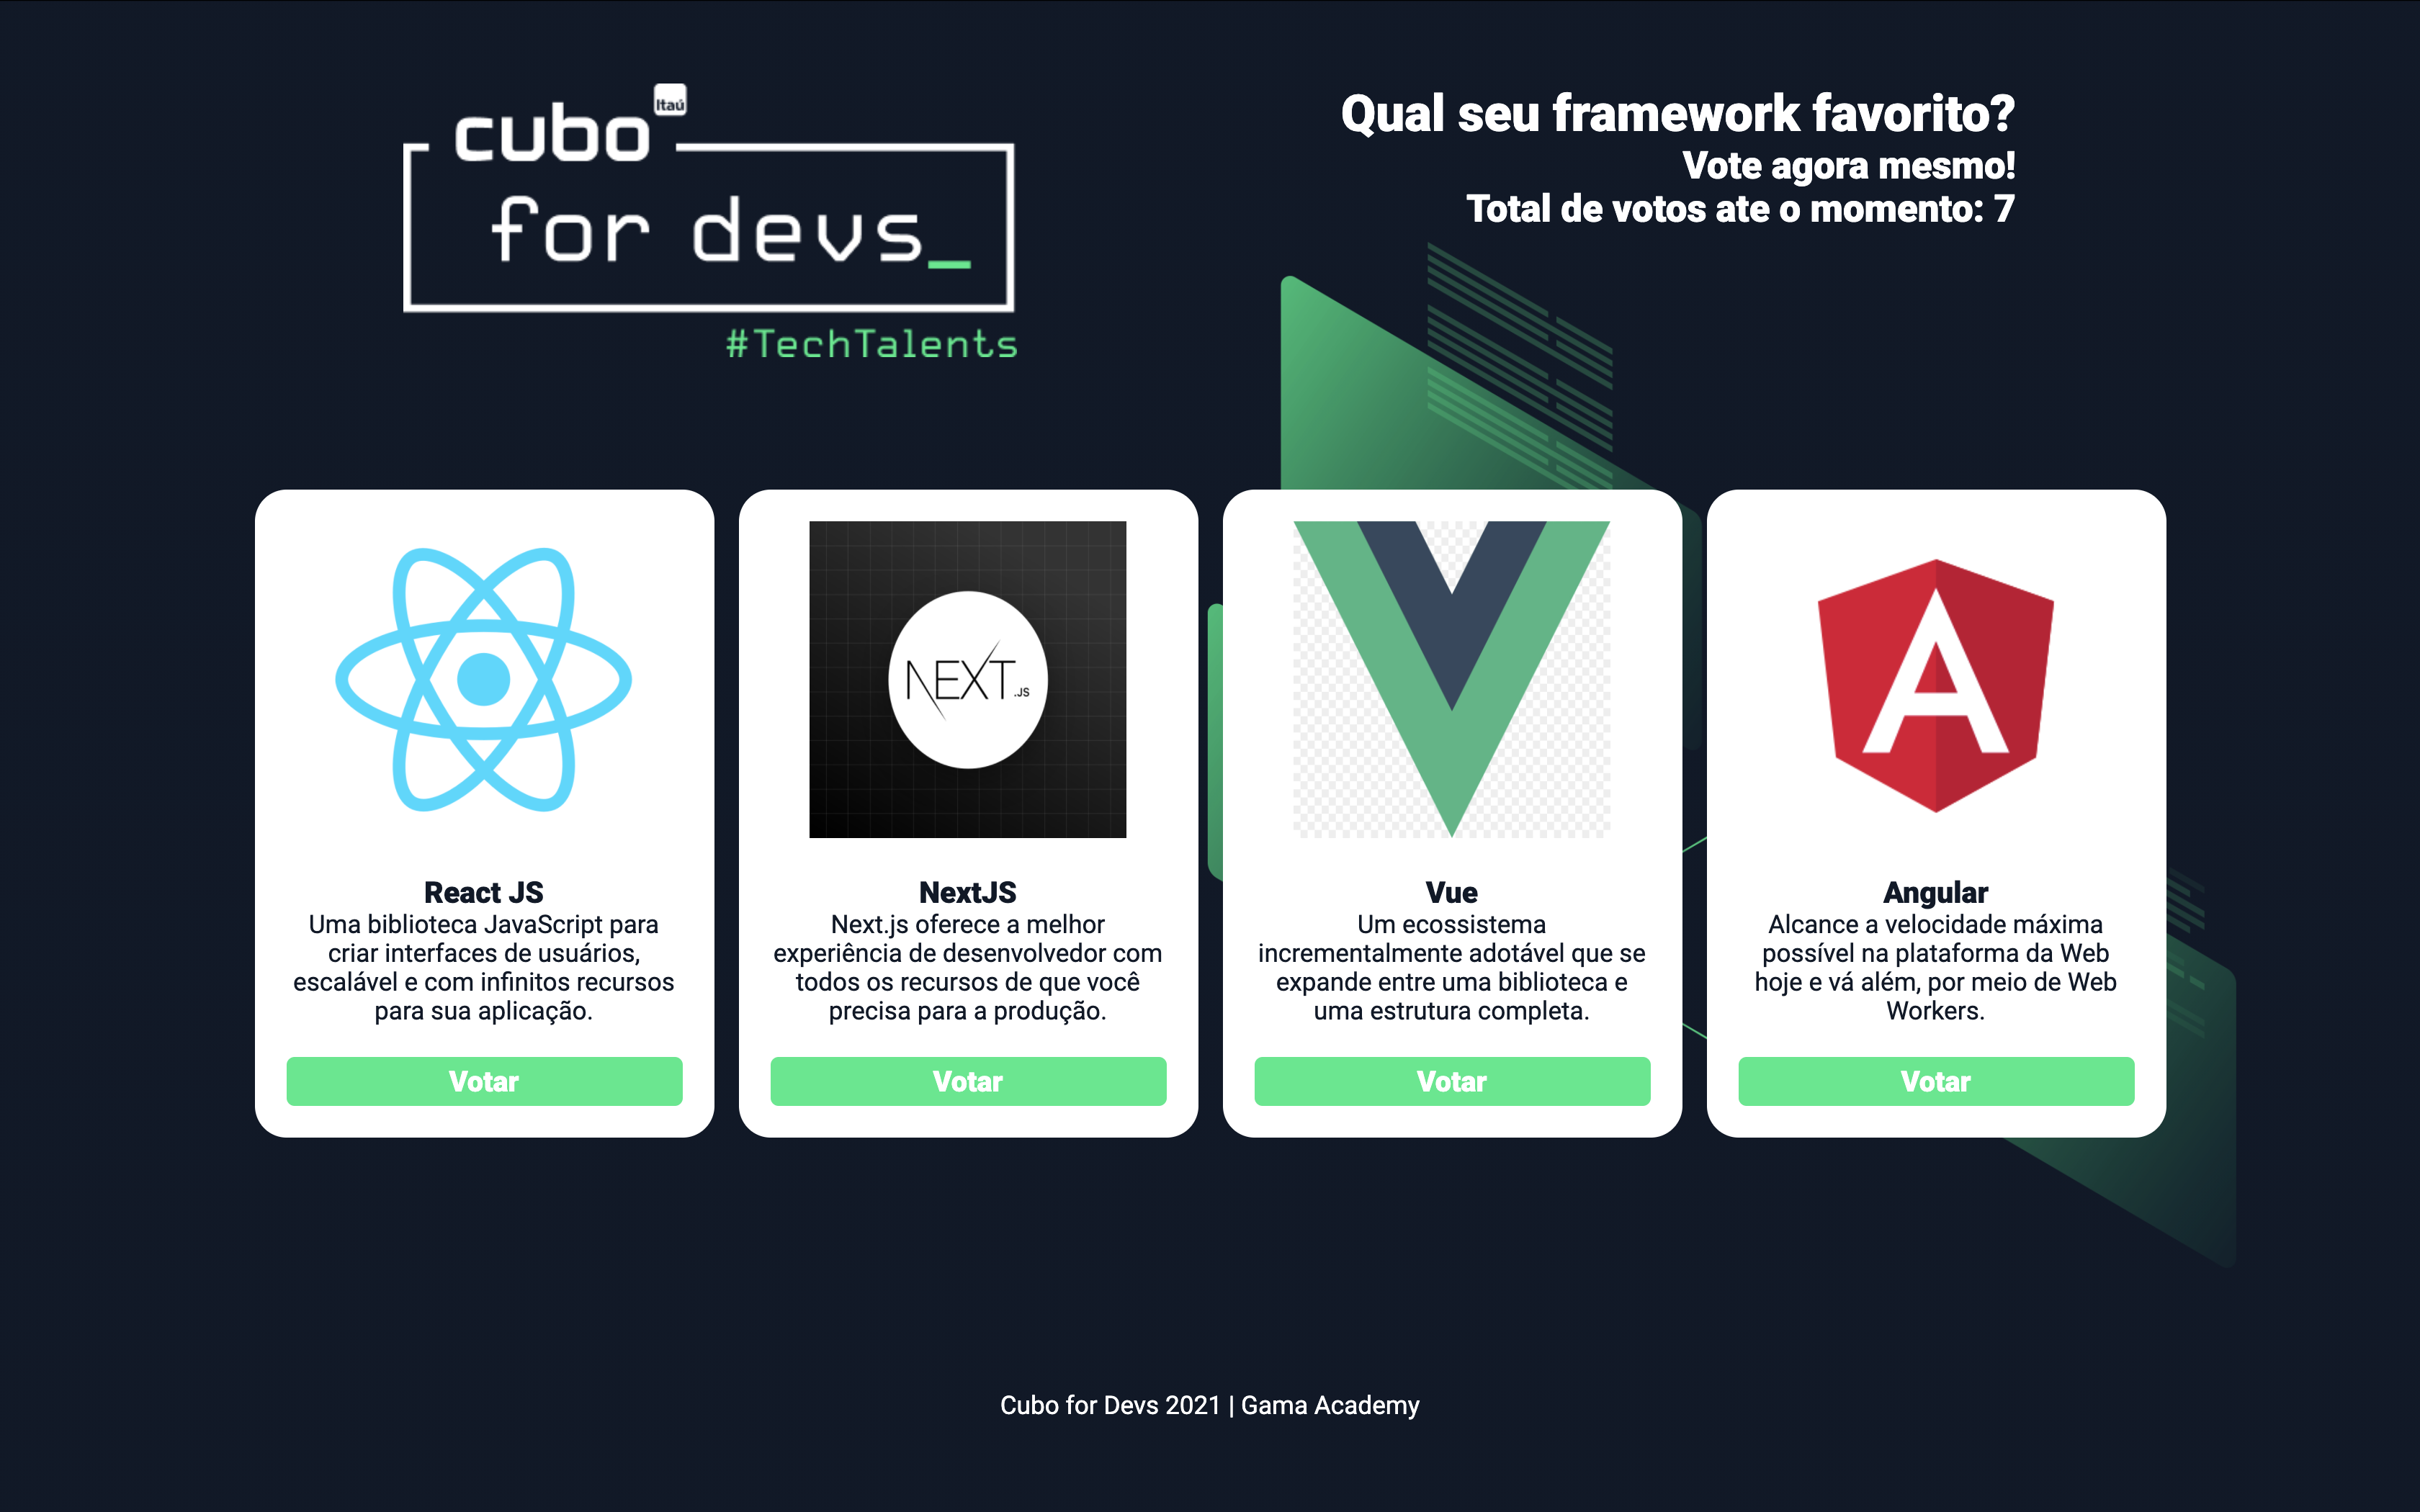 cubo
Itaú
for devs_
#TechTalents
Qual seu framework favorito?
Vote agora mesmo!
Total de votos ate o momento: 7
React JS
Uma biblioteca JavaScript para
criar interfaces de usuários,
escalável e com infinitos recursos
para sua aplicação.
Votar
NEXT.JS
NextJS
Next.js oferece a melhor
experiência de desenvolvedor com
todos os recursos de que você
precisa para a produção.
Votar
Vue
Um ecossistema
incrementalmente adotável que se
expande entre uma biblioteca e
uma estrutura completa.
Votar
A
Angular
Alcance a velocidade máxima
possível na plataforma da Web
hoje e vá além, por meio de Web
Workers.
Votar
Cubo for Devs 2021 | Gama Academy